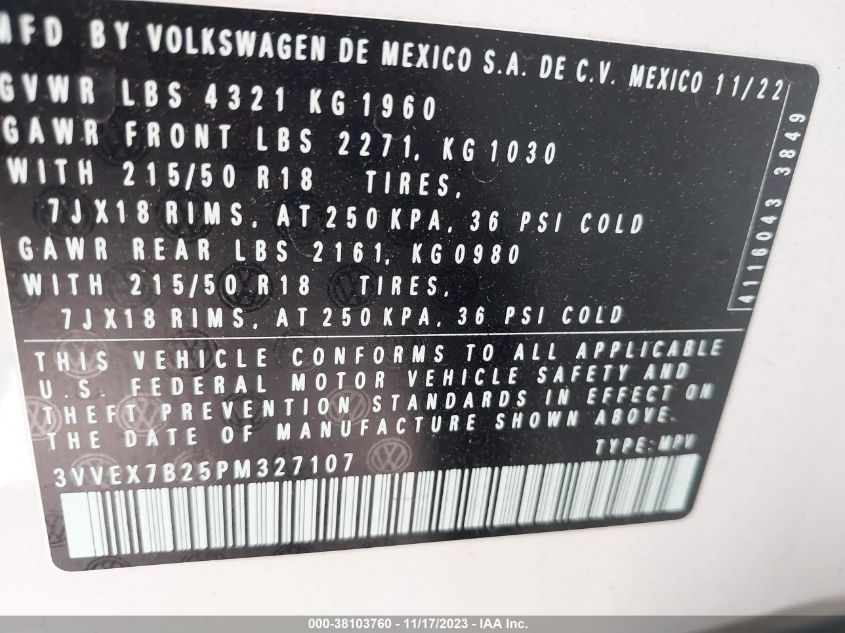 MFD BY VOLKSWAGEN DE MEXICO S.A. DE C.V. MEXICO 11/22
GVWR LBS 4321 KG 1960
GAWR FRONT LBS 2271, KG 1030
WITH 215/50 R18 TIRES,
7JX18 RIMS, AT 250 KPA, 36 PSI COLD
GAWR REAR LBS 2161, KG0980
WITH 215/50 R18 TIRES,
7JX18 RIMS, AT 250 KPA, 36 PSI COLD
4116043 3849
THIS VEHICLE CONFORMS TO ALL APPLICABLE
U.S. FEDERAL MOTOR VEHICLE SAFETY AND
THEFT PREVENTION STANDARDS IN EFFECT ON
THE DATE OF MANUFACTURE SHOWN ABOVE.
TYPE:MPV
3VVEX7B25PM327107
000-38103760 - 11/17/2023 - IAA Inc.